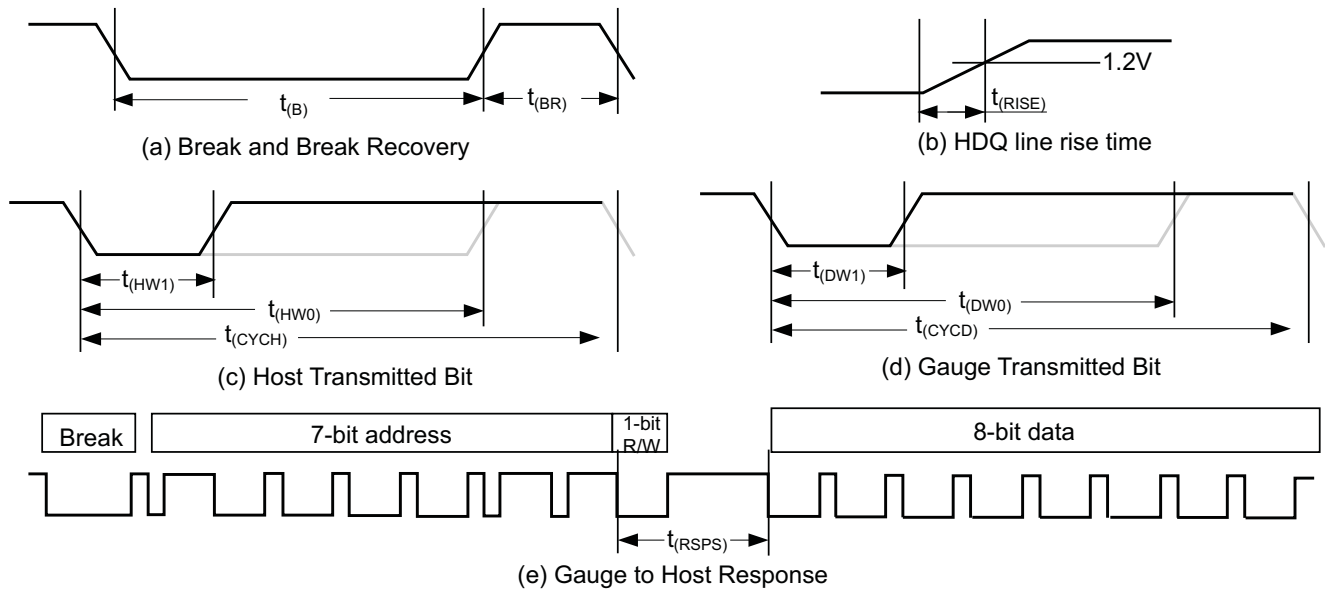 t(B)
t(BR)
(a) Break and Break Recovery
1.2V
t(RISE)
(b) HDQ line rise time
t(HW1)
t(HW0)
t(CYCH)
(c) Host Transmitted Bit
t(DW1)
t(DW0)
t(CYCD)
(d) Gauge Transmitted Bit
Break
7-bit address
1-bit
R/W
8-bit data
t(RSPS)
(e) Gauge to Host Response